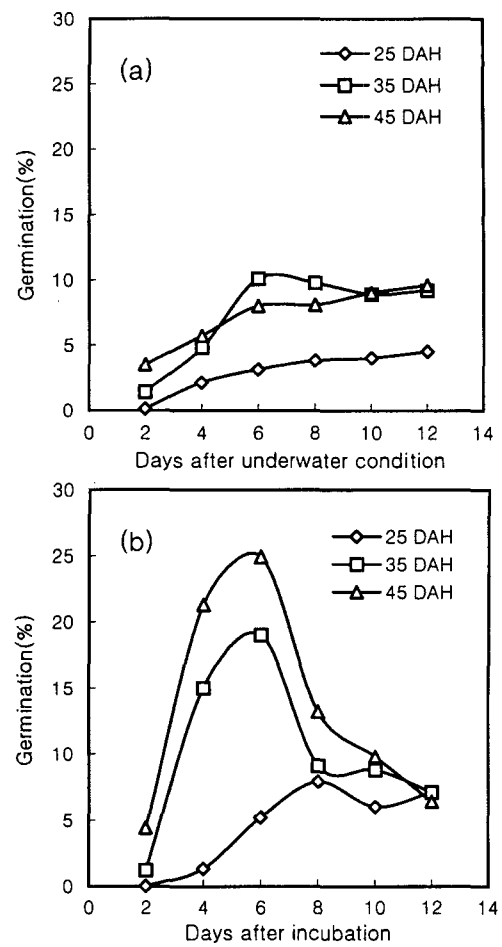 30
25
20
15
10
5
0
Germination(%)
(a)
25 DAH
35 DAH
45 DAH
0 2 4 6 8 10 12 14
Days after underwater condition
30
25
20
15
10
5
0
Germination(%)
(b)
25 DAH
35 DAH
45 DAH
0 2 4 6 8 10 12 14
Days after incubation